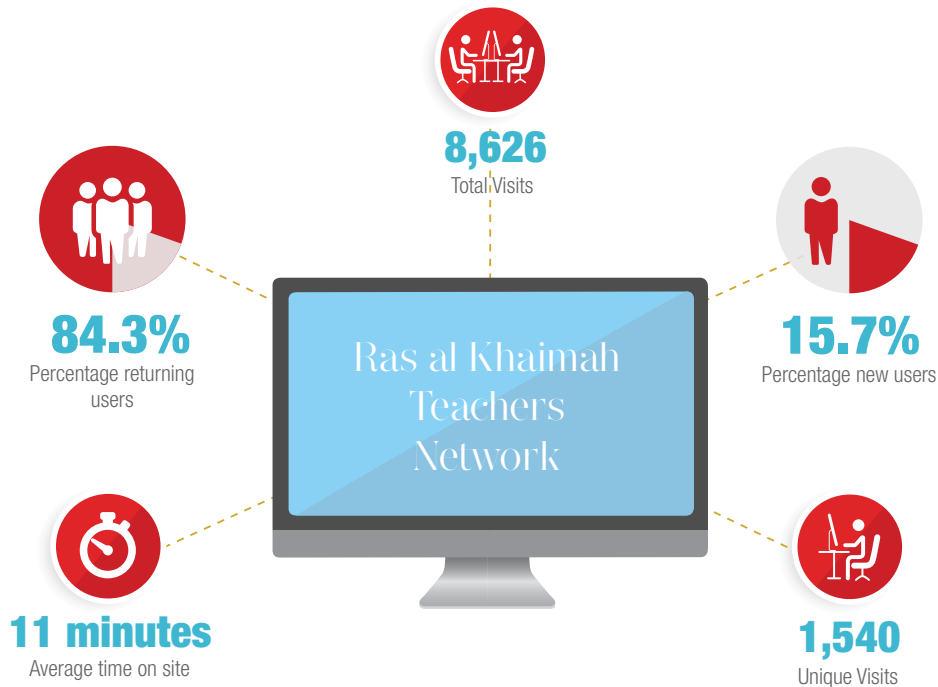 8,626
Total Visits
84.3%
Percentage returning
users
15.7%
Percentage new users
Ras al Khaimah
Teachers
Network
11 minutes
Average time on site
1,540
Unique Visits